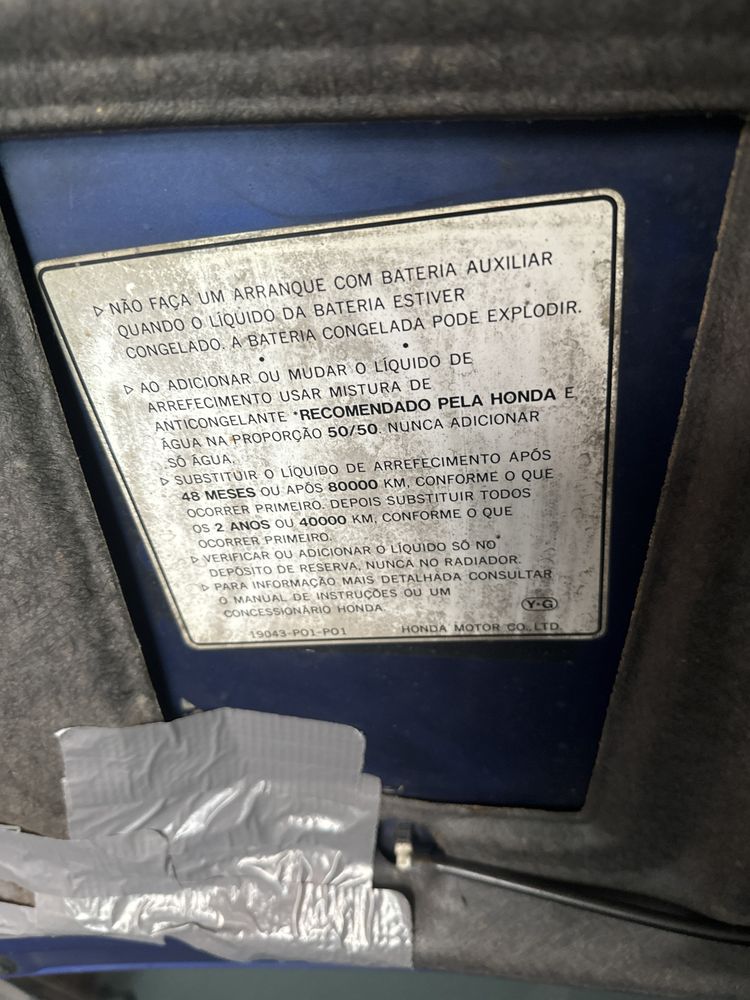 ▷ NÃO FAÇA UM ARRANQUE COM BATERIA AUXILIAR
QUANDO O LÍQUIDO DA BATERIA ESTIVER
CONGELADO. A BATERIA CONGELADA PODE EXPLODIR.
▷ AO ADICIONAR OU MUDAR O LÍQUIDO DE
ARREFECIMENTO USAR MISTURA DE
ANTICONGELANTE *RECOMENDADO PELA HONDA E
ÁGUA NA PROPORÇÃO 50/50. NUNCA ADICIONAR
SÓ ÁGUA.
▷ SUBSTITUIR O LÍQUIDO DE ARREFECIMENTO APÓS
48 MESES OU APÓS 80000 KM, CONFORME O QUE
OCORRER PRIMEIRO. DEPOIS SUBSTITUIR TODOS
OS 2 ANOS OU 40000 KM, CONFORME O QUE
OCORRER PRIMEIRO.
▷ VERIFICAR OU ADICIONAR O LÍQUIDO SÓ NO
DEPÓSITO DE RESERVA, NUNCA NO RADIADOR.
▷ PARA INFORMAÇÃO MAIS DETALHADA CONSULTAR
O MANUAL DE INSTRUÇÕES OU UM
CONCESSIONÁRIO HONDA
Y·G
19043-P01-P01 HONDA MOTOR CO., LTD.